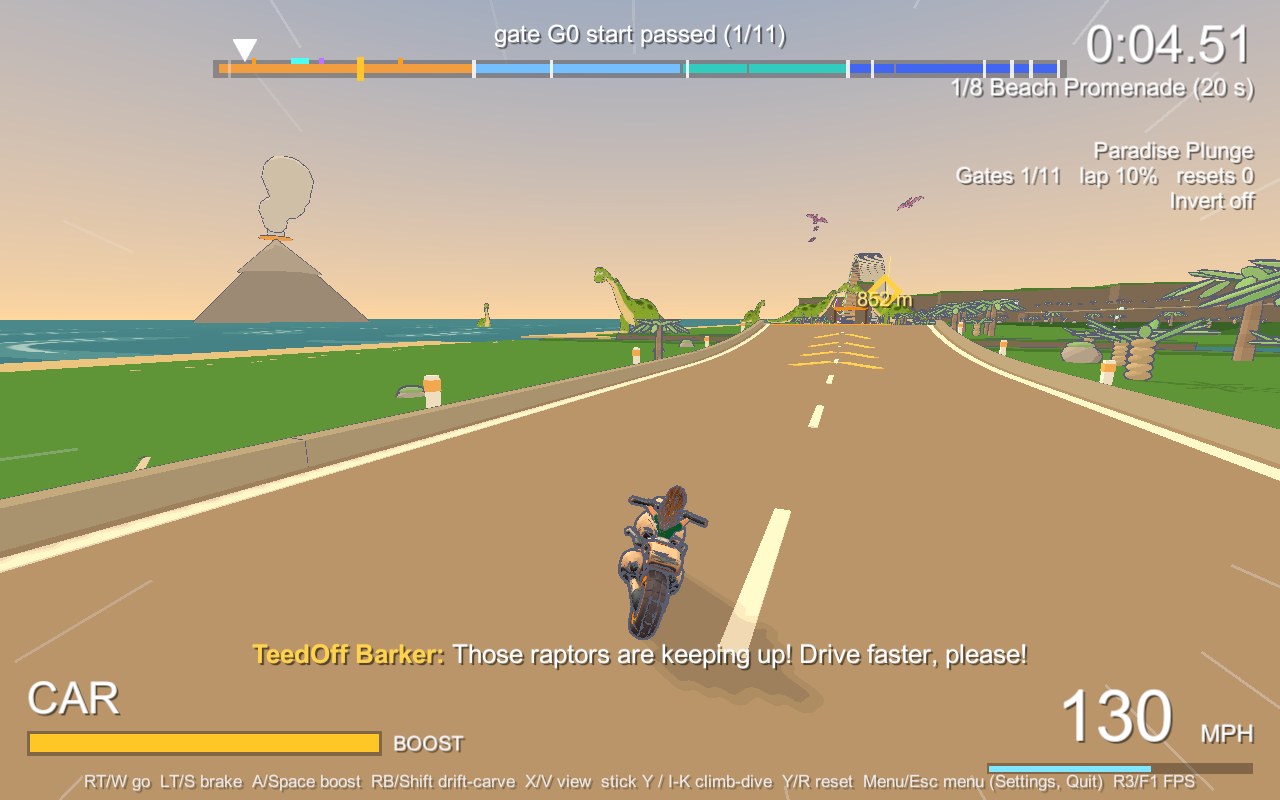 gate G0 start passed (1/11)
0:04.51
1/8 Beach Promenade (20 s)
Paradise Plunge
Gates 1/11 lap 10% resets 0
Invert off
852 m
TeedOff Barker: Those raptors are keeping up! Drive faster, please!
CAR
BOOST
130 MPH
RT/W go LT/S brake A/Space boost RB/Shift drift-carve X/V view stick Y / I-K climb-dive Y/R reset Menu/Esc menu (Settings, Quit) R3/F1 FPS